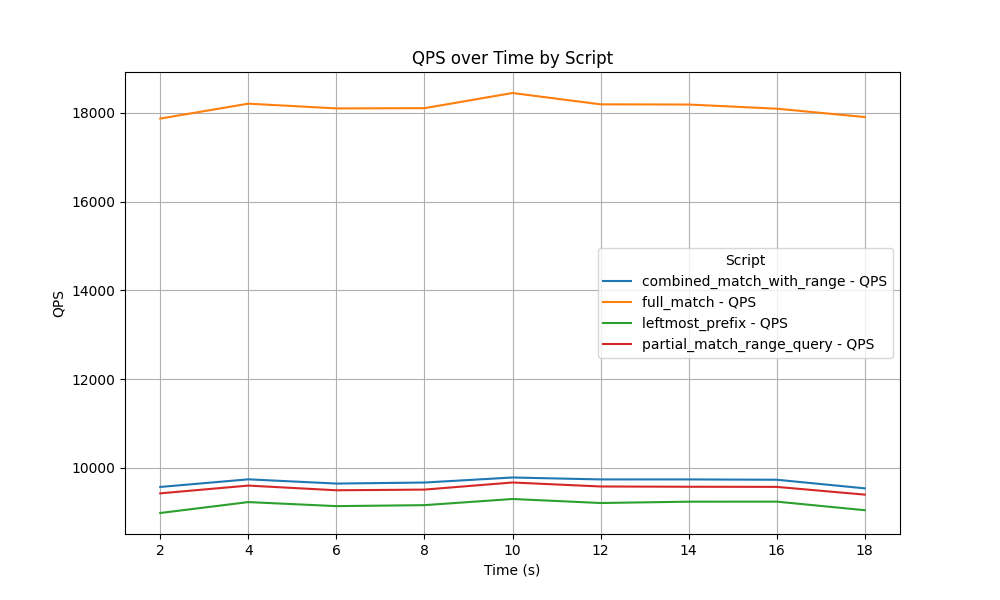 QPS over Time by Script
18000
16000
14000
12000
10000
QPS
Script
combined_match_with_range - QPS
full_match - QPS
leftmost_prefix - QPS
partial_match_range_query - QPS
2 4 6 8 10 12 14 16 18
Time (s)